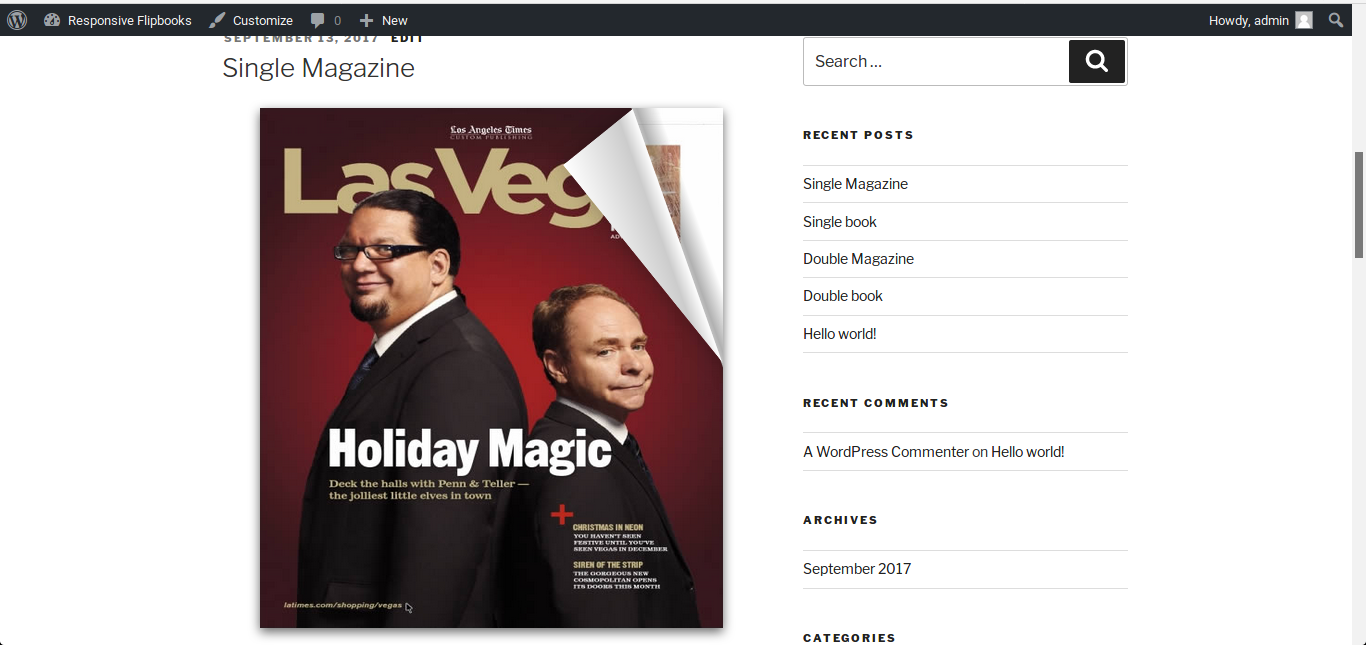 Responsive Flipbooks Customize 0 New Howdy, admin
SEPTEMBER 13, 2017 EDIT
Single Magazine
Los Angeles Times
CUSTOM PUBLISHING
Las Veg
Holiday Magic
Deck the halls with Penn & Teller —
the jolliest little elves in town
+
CHRISTMAS IN NEON
YOU HAVEN'T SEEN
FESTIVE UNTIL YOU'VE
SEEN VEGAS IN DECEMBER
SIREN OF THE STRIP
THE GORGEOUS NEW
COSMOPOLITAN OPENS
ITS DOORS THIS MONTH
latimes.com/shopping/vegas
Search …
RECENT POSTS
Single Magazine
Single book
Double Magazine
Double book
Hello world!
RECENT COMMENTS
A WordPress Commenter on Hello world!
ARCHIVES
September 2017
CATEGORIES